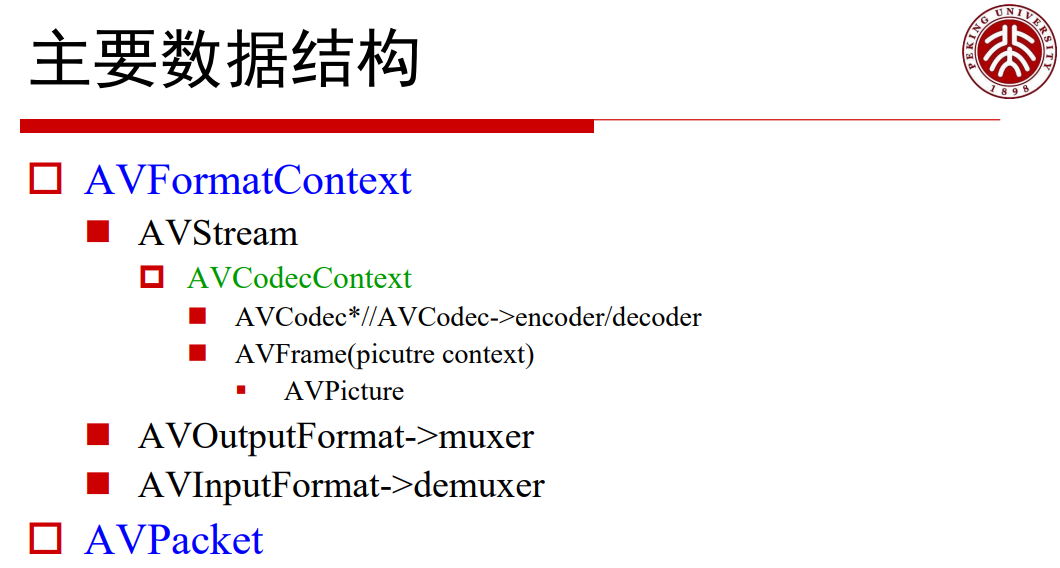 主要数据结构
PEKING UNIVERSITY
1898
AVFormatContext
AVStream
AVCodecContext
AVCodec*//AVCodec->encoder/decoder
AVFrame(picutre context)
AVPicture
AVOutputFormat->muxer
AVInputFormat->demuxer
AVPacket